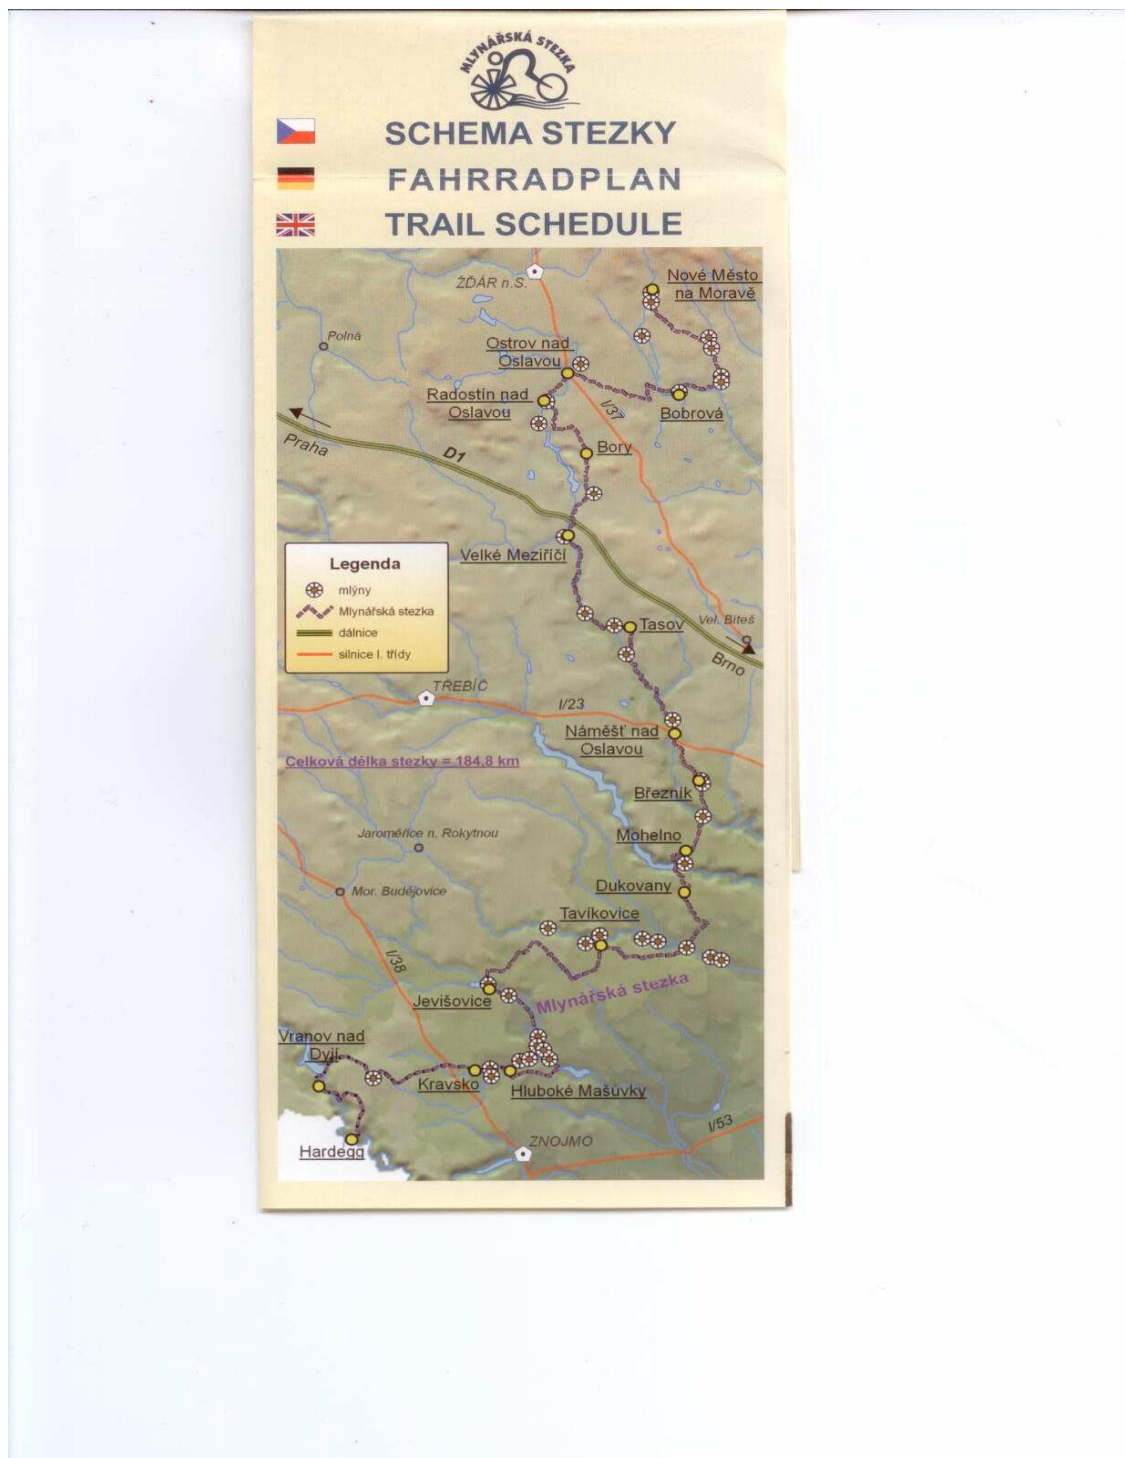 MLYNÁŘSKÁ STEZKA
SCHEMA STEZKY
FAHRRADPLAN
TRAIL SCHEDULE
ŽĎÁR n.S.
Nové Město
na Moravě
Polná
Ostrov nad
Oslavou
Radostín nad
Oslavou
I/37
Bobrová
Praha
D1
Bory
Velké Meziříčí
Legenda
mlýny
Mlynářská stezka
dálnice
silnice I. třídy
Tasov
Vel. Biteš
Brno
TŘEBÍČ
I/23
Náměšť nad
Oslavou
Celková délka stezky = 184,8 km
Březník
Jaroměřice n. Rokytnou
Mohelno
Mor. Budějovice
Dukovany
Tavíkovice
I/38
Jevišovice
Mlynářská stezka
Vranov nad
Dyjí
Kravsko
Hluboké Mašůvky
I/53
ZNOJMO
Hardegg